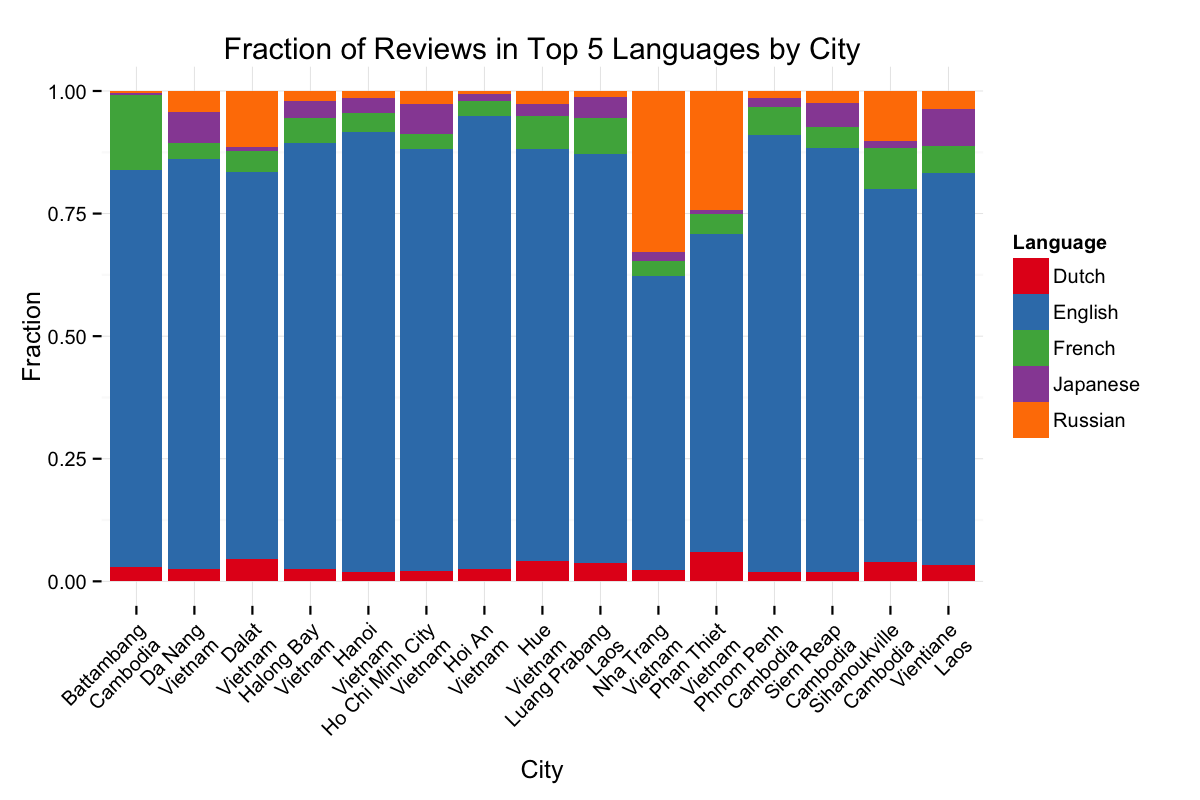 Fraction of Reviews in Top 5 Languages by City
1.00
0.75
0.50
0.25
0.00
Fraction
Battambang
Cambodia
Da Nang
Vietnam
Dalat
Vietnam
Halong Bay
Vietnam
Hanoi
Vietnam
Ho Chi Minh City
Vietnam
Hoi An
Vietnam
Hue
Vietnam
Luang Prabang
Laos
Nha Trang
Vietnam
Phan Thiet
Vietnam
Phnom Penh
Cambodia
Siem Reap
Cambodia
Sihanoukville
Cambodia
Vientiane
Laos
City
Language
Dutch
English
French
Japanese
Russian